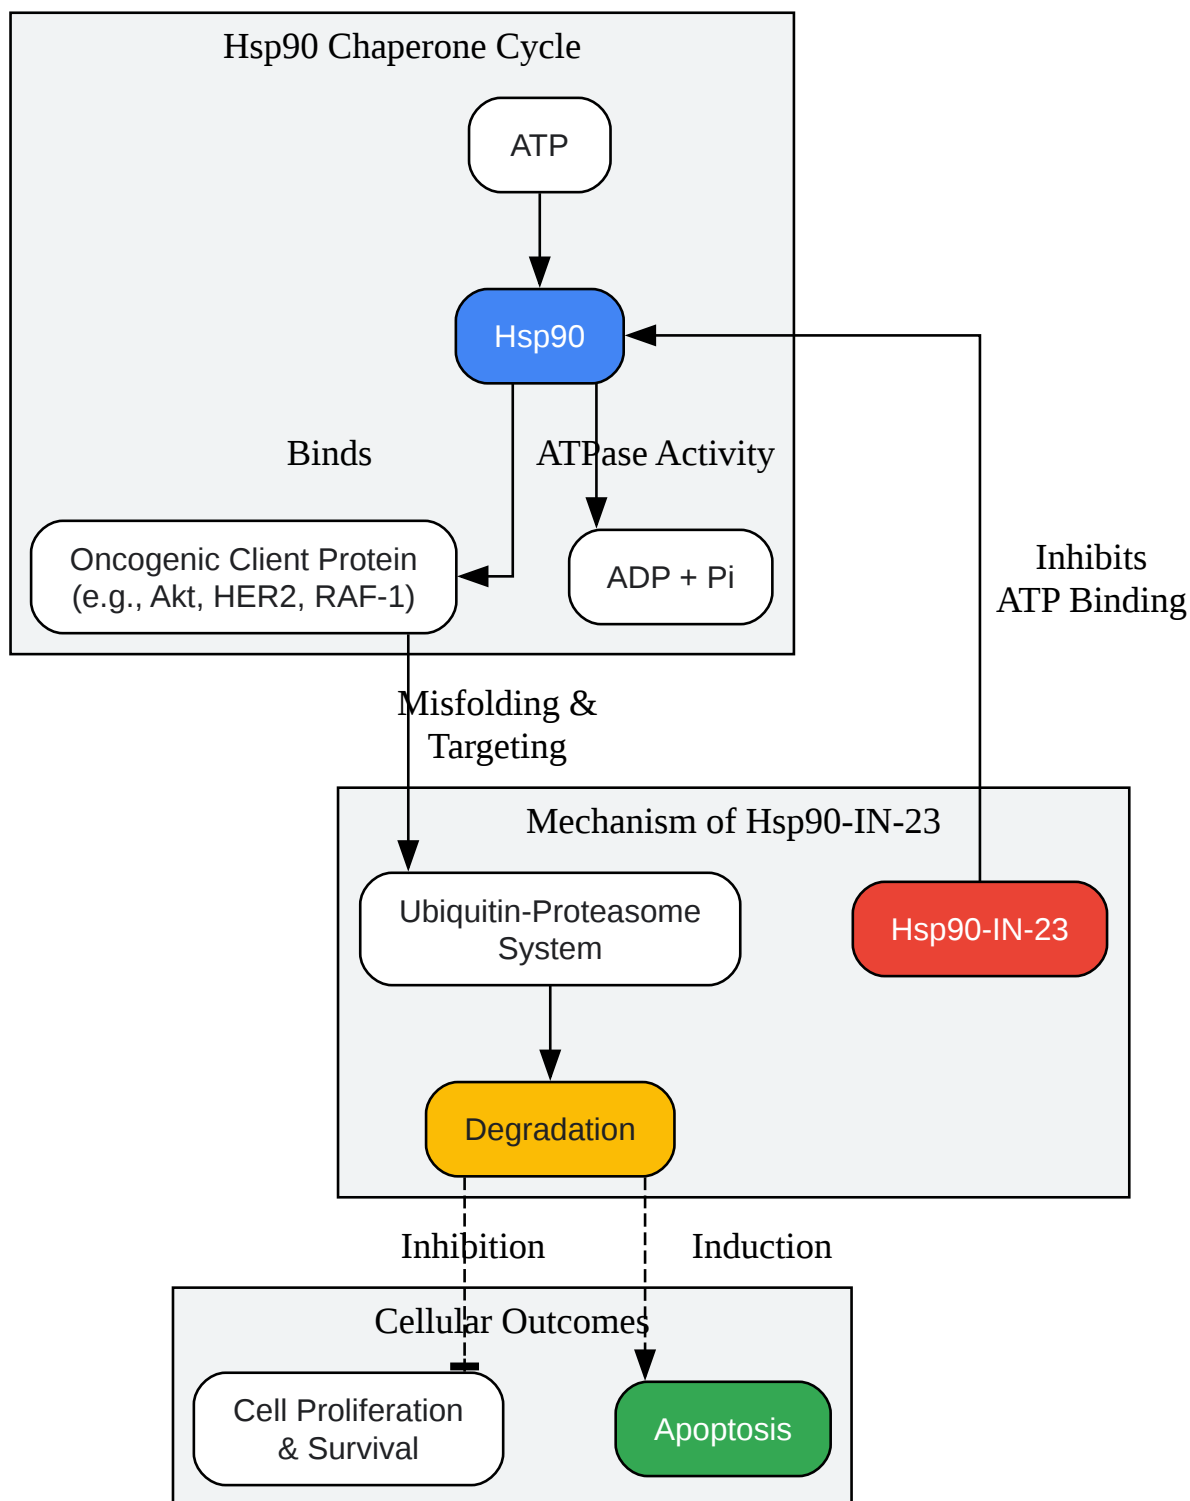 Hsp90 Chaperone Cycle
ATP
Hsp90
Binds
ATPase Activity
Oncogenic Client Protein
(e.g., Akt, HER2, RAF-1)
ADP + Pi
Inhibits
ATP Binding
Misfolding &
Targeting
Mechanism of Hsp90-IN-23
Ubiquitin-Proteasome
System
Hsp90-IN-23
Degradation
Inhibition
Induction
Cellular Outcomes
Cell Proliferation
& Survival
Apoptosis